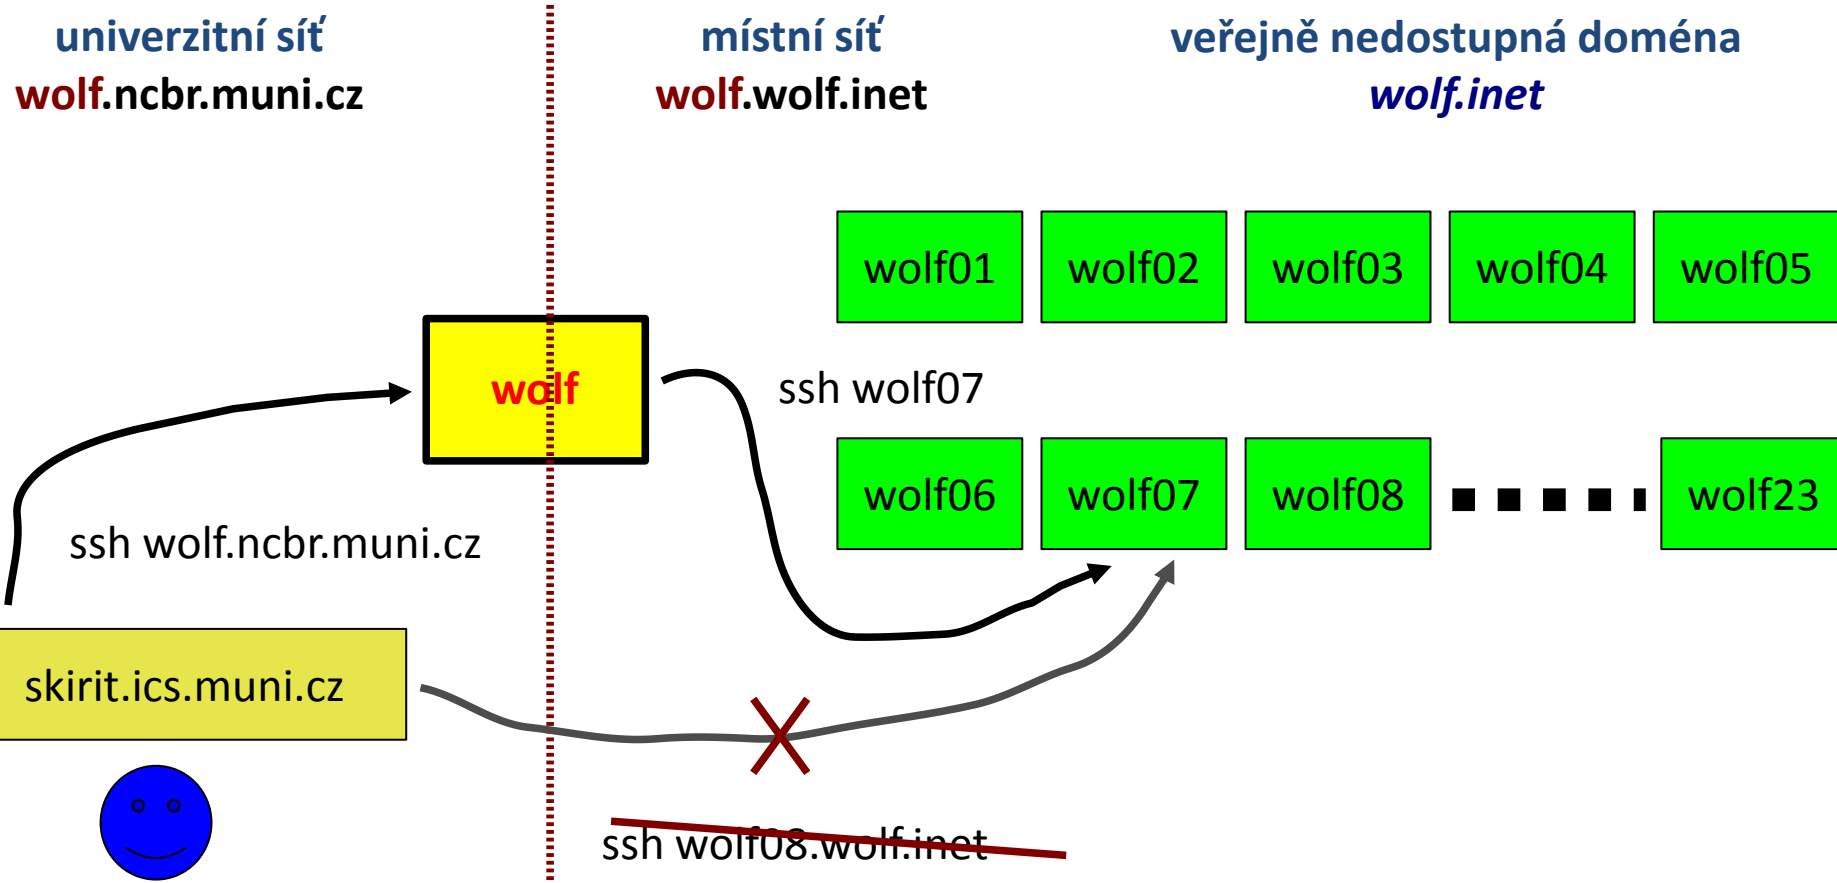 univerzitní síť
wolf.ncbr.muni.cz
místní síť
wolf.wolf.inet
veřejně nedostupná doména
wolf.inet
wolf01 wolf02 wolf03 wolf04 wolf05
wolf
ssh wolf07
wolf06 wolf07 wolf08 wolf23
ssh wolf.ncbr.muni.cz
skirit.ics.muni.cz
ssh wolf08.wolf.inet